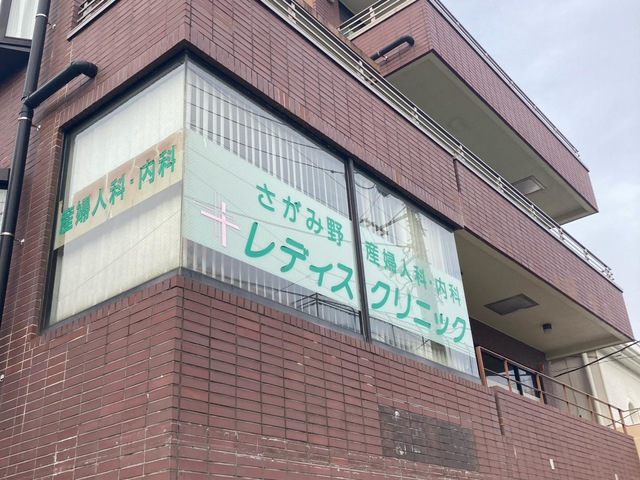 産婦人科・内科
さがみ野
産婦人科・内科
レディスクリニック